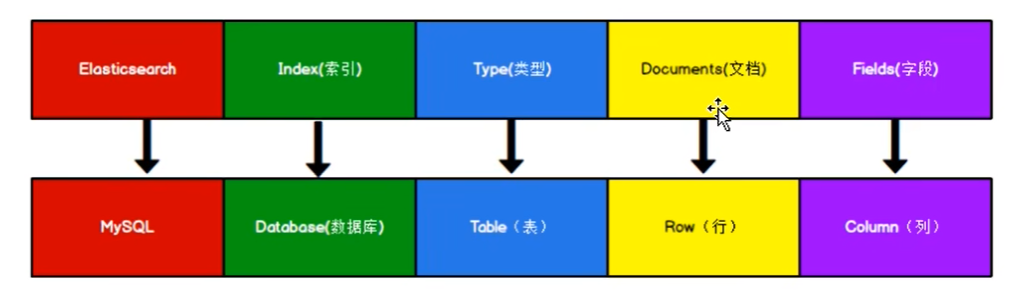 Elasticsearch
Index(索引)
Type(类型)
Documents(文档)
Fields(字段)
MySQL
Database(数据库)
Table（表）
Row（行）
Column（列）